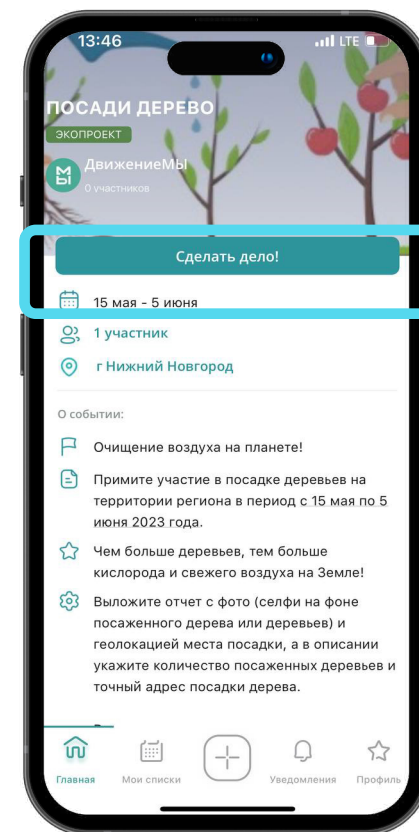 13:46
LTE
ПОСАДИ ДЕРЕВО
ЭКОПРОЕКТ
МЫ
ДвижениеМЫ
0 участников
Сделать дело!
15 мая - 5 июня
1 участник
г Нижний Новгород
О событии:
Очищение воздуха на планете!
Примите участие в посадке деревьев на
территории региона в период с 15 мая по 5
июня 2023 года.
Чем больше деревьев, тем больше
кислорода и свежего воздуха на Земле!
Выложите отчет с фото (селфи на фоне
посаженного дерева или деревьев) и
геолокацией места посадки, а в описании
укажите количество посаженных деревьев и
точный адрес посадки дерева.
Главная
Мои списки
Уведомления
Профиль